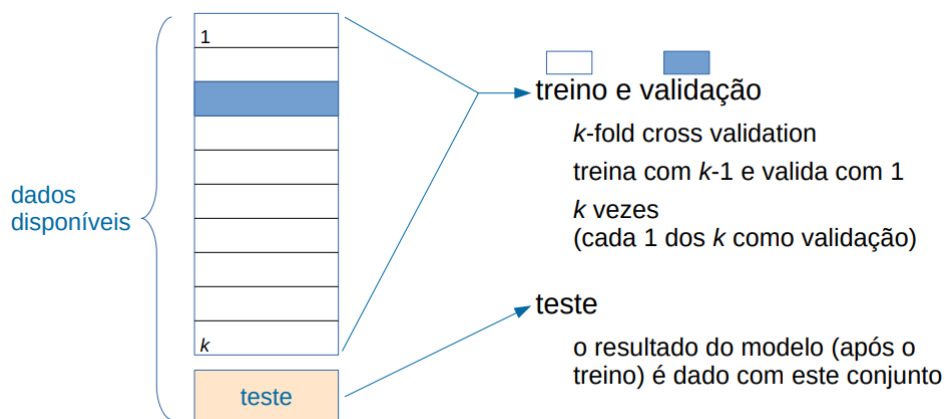 1
k
dados
disponíveis
teste
treino e validação
k-fold cross validation
treina com k-1 e valida com 1
k vezes
(cada 1 dos k como validação)
teste
o resultado do modelo (após o
treino) é dado com este conjunto